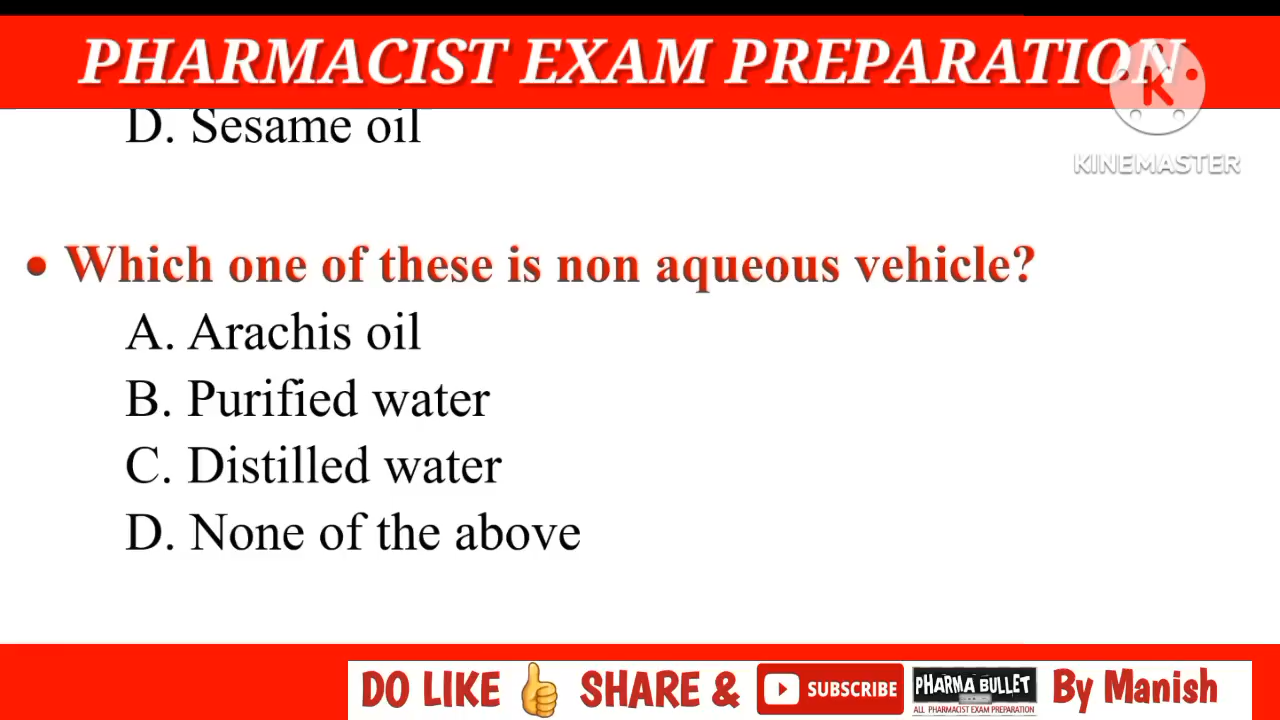 PHARMACIST EXAM PREPARATION
KINEMASTER
D. Sesame oil
• Which one of these is non aqueous vehicle?
A. Arachis oil
B. Purified water
C. Distilled water
D. None of the above
DO LIKE SHARE & SUBSCRIBE PHARMA BULLET By Manish
ALL PHARMACIST EXAM PREPARATION